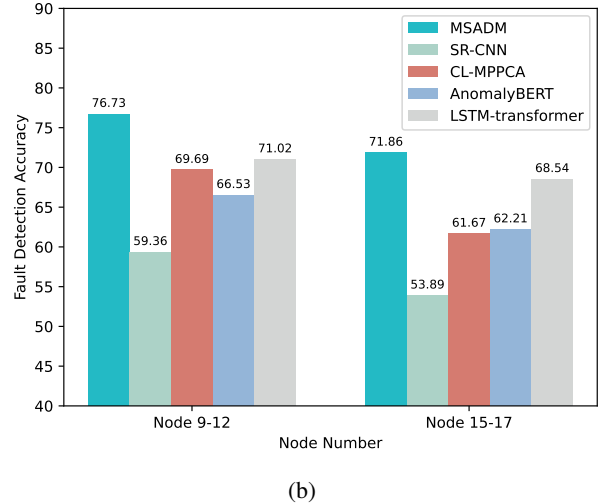 90
85
80
75
70
65
60
55
50
45
40
Fault Detection Accuracy
MSADM
SR-CNN
CL-MPPCA
AnomalyBERT
LSTM-transformer
76.73
59.36
69.69
66.53
71.02
71.86
53.89
61.67
62.21
68.54
Node 9-12
Node 15-17
Node Number
(b)